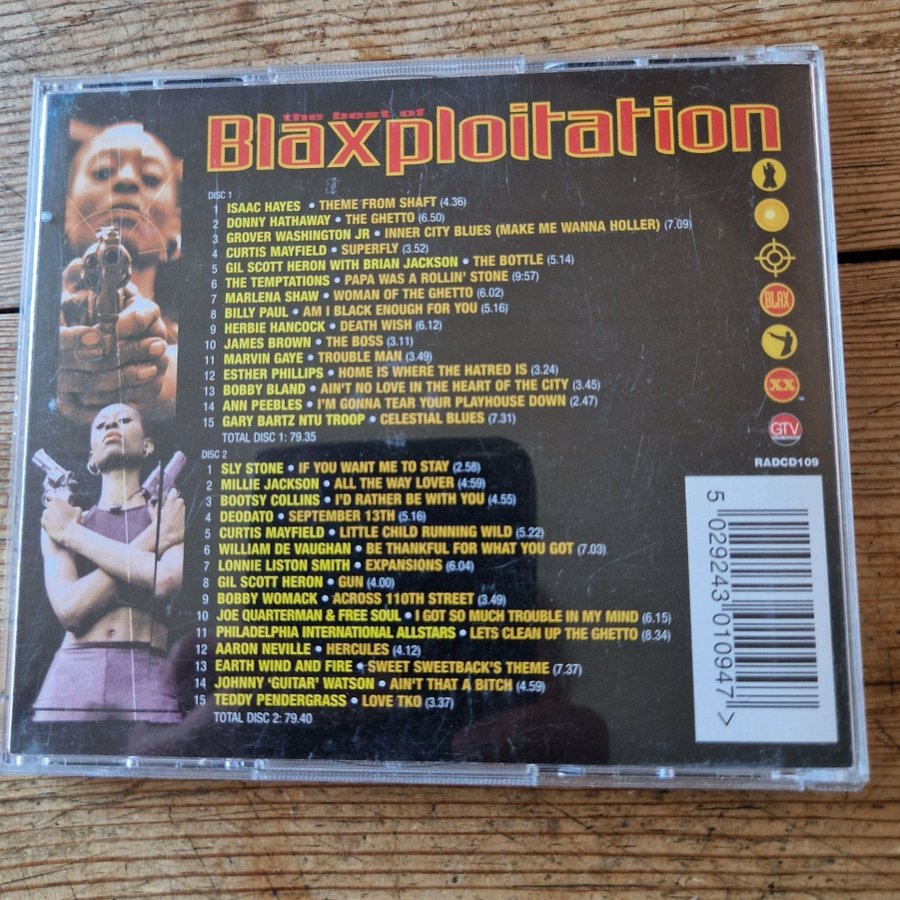 the best of
Blaxploitation
DISC 1
1 ISAAC HAYES • THEME FROM SHAFT (4.36)
2 DONNY HATHAWAY • THE GHETTO (6.50)
3 GROVER WASHINGTON JR • INNER CITY BLUES (MAKE ME WANNA HOLLER) (7.09)
4 CURTIS MAYFIELD • SUPERFLY (3.52)
5 GIL SCOTT HERON WITH BRIAN JACKSON • THE BOTTLE (5.14)
6 THE TEMPTATIONS • PAPA WAS A ROLLIN' STONE (9:57)
7 MARLENA SHAW • WOMAN OF THE GHETTO (6.02)
8 BILLY PAUL • AM I BLACK ENOUGH FOR YOU (5.16)
9 HERBIE HANCOCK • DEATH WISH (6.12)
10 JAMES BROWN • THE BOSS (3.11)
11 MARVIN GAYE • TROUBLE MAN (3.49)
12 ESTHER PHILLIPS • HOME IS WHERE THE HATRED IS (3.24)
13 BOBBY BLAND • AIN'T NO LOVE IN THE HEART OF THE CITY (3.45)
14 ANN PEEBLES • I'M GONNA TEAR YOUR PLAYHOUSE DOWN (2.47)
15 GARY BARTZ NTU TROOP • CELESTIAL BLUES (7.31)
TOTAL DISC 1: 79.35
DISC 2
1 SLY STONE • IF YOU WANT ME TO STAY (2.58)
2 MILLIE JACKSON • ALL THE WAY LOVER (4:59)
3 BOOTSY COLLINS • I'D RATHER BE WITH YOU (4.55)
4 DEODATO • SEPTEMBER 13TH (5.16)
5 CURTIS MAYFIELD • LITTLE CHILD RUNNING WILD (5.22)
6 WILLIAM DE VAUGHAN • BE THANKFUL FOR WHAT YOU GOT (7.03)
7 LONNIE LISTON SMITH • EXPANSIONS (6.04)
8 GIL SCOTT HERON • GUN (4.00)
9 BOBBY WOMACK • ACROSS 110TH STREET (3.49)
10 JOE QUARTERMAN & FREE SOUL • I GOT SO MUCH TROUBLE IN MY MIND (6.15)
11 PHILADELPHIA INTERNATIONAL ALLSTARS • LETS CLEAN UP THE GHETTO (8.34)
12 AARON NEVILLE • HERCULES (4.12)
13 EARTH WIND AND FIRE • SWEET SWEETBACK'S THEME (7.37)
14 JOHNNY 'GUITAR' WATSON • AIN'T THAT A BITCH (4.59)
15 TEDDY PENDERGRASS • LOVE TKO (3.37)
TOTAL DISC 2: 79.40
BLAX
XX
GTV
RADCD109
5 029243 010947 >